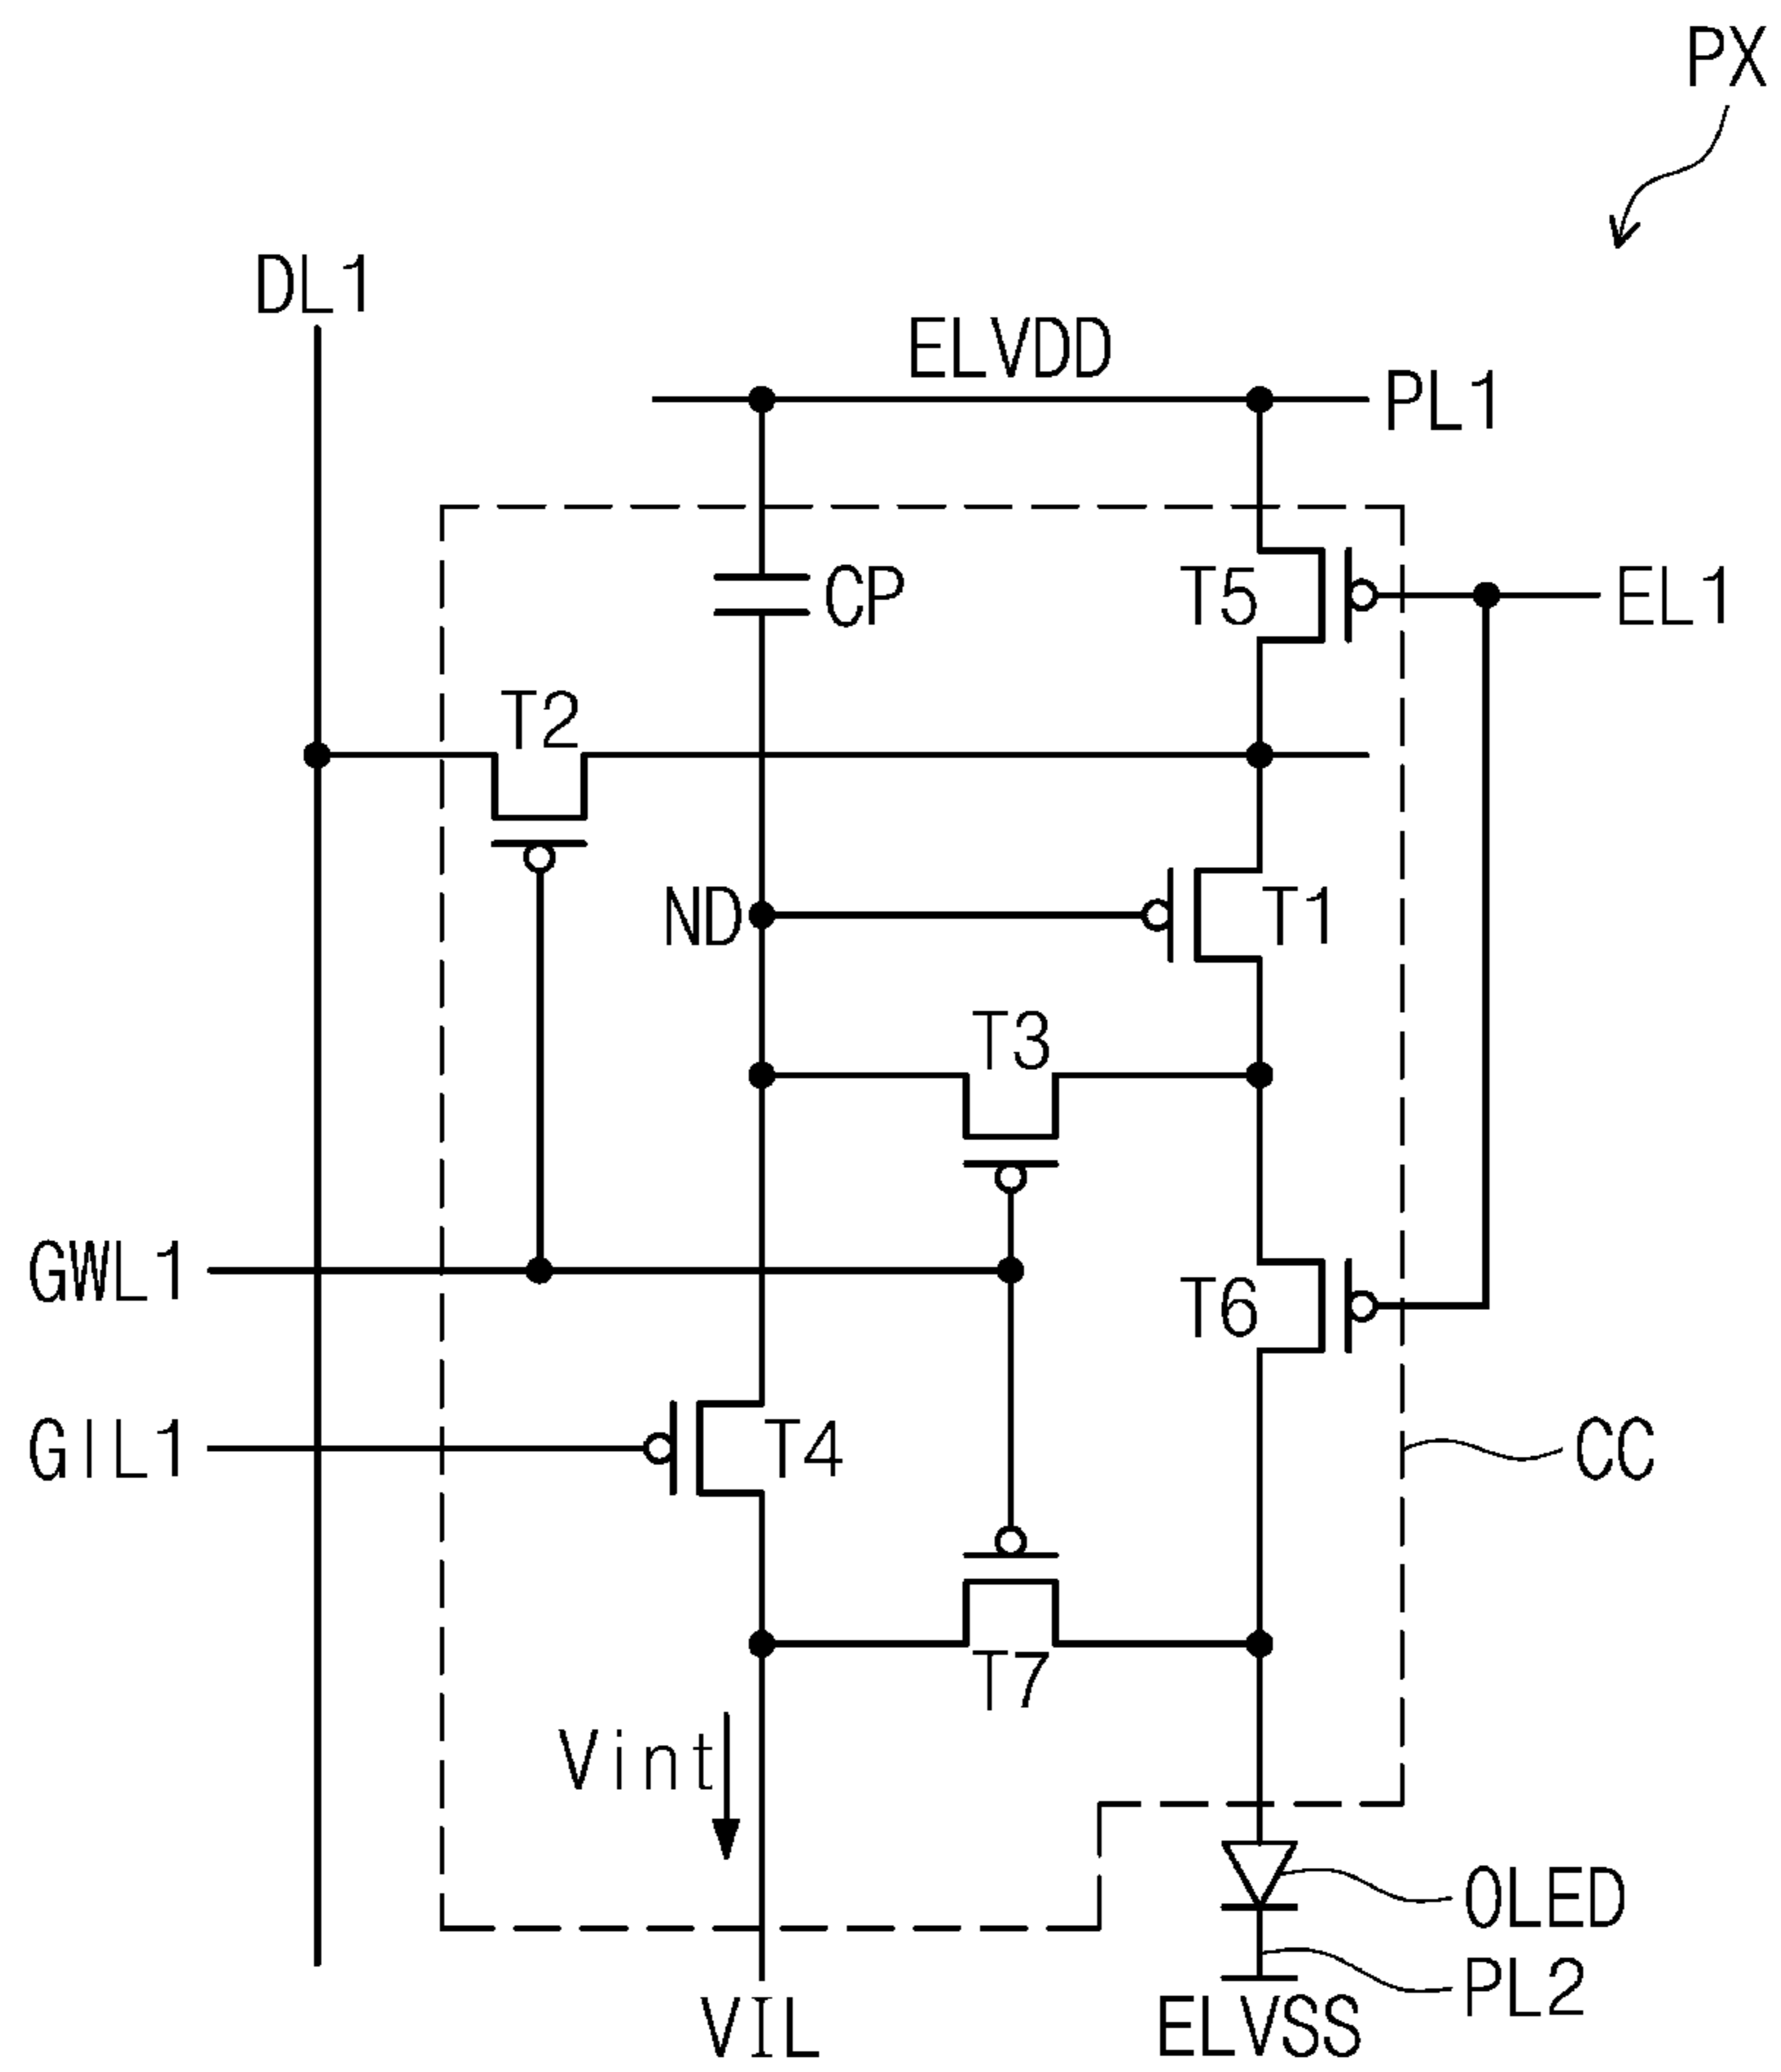 PX
DL1
ELVDD
PL1
CP
T5
EL1
T2
ND
T1
T3
GWL1
T6
GIL1
T4
CC
T7
Vint
OLED
PL2
VIL
ELVSS